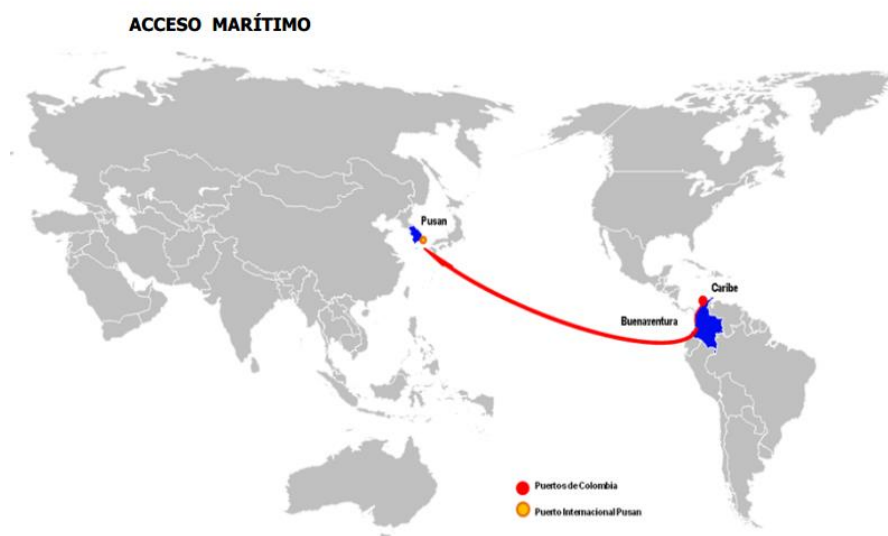 ACCESO MARÍTIMO
Pusan
Caribe
Buenaventura
Puertos de Colombia
Puerto Internacional Pusan